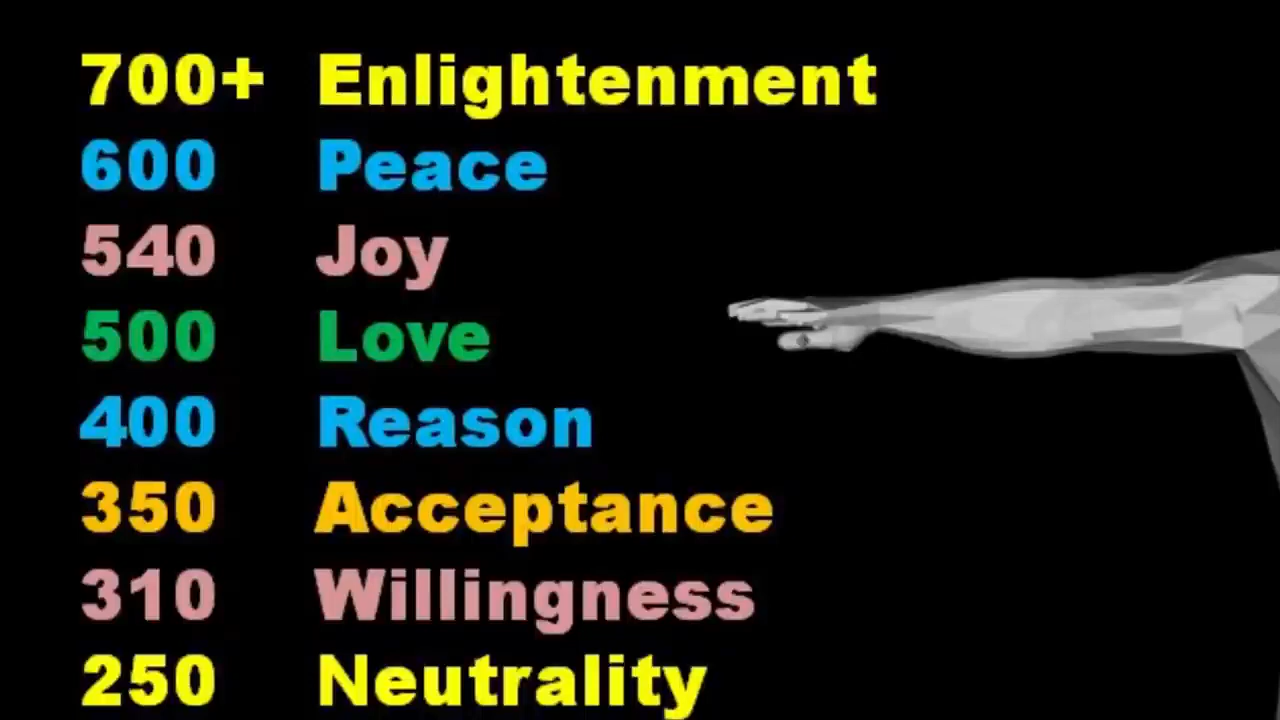 700+ Enlightenment
600 Peace
540 Joy
500 Love
400 Reason
350 Acceptance
310 Willingness
250 Neutrality